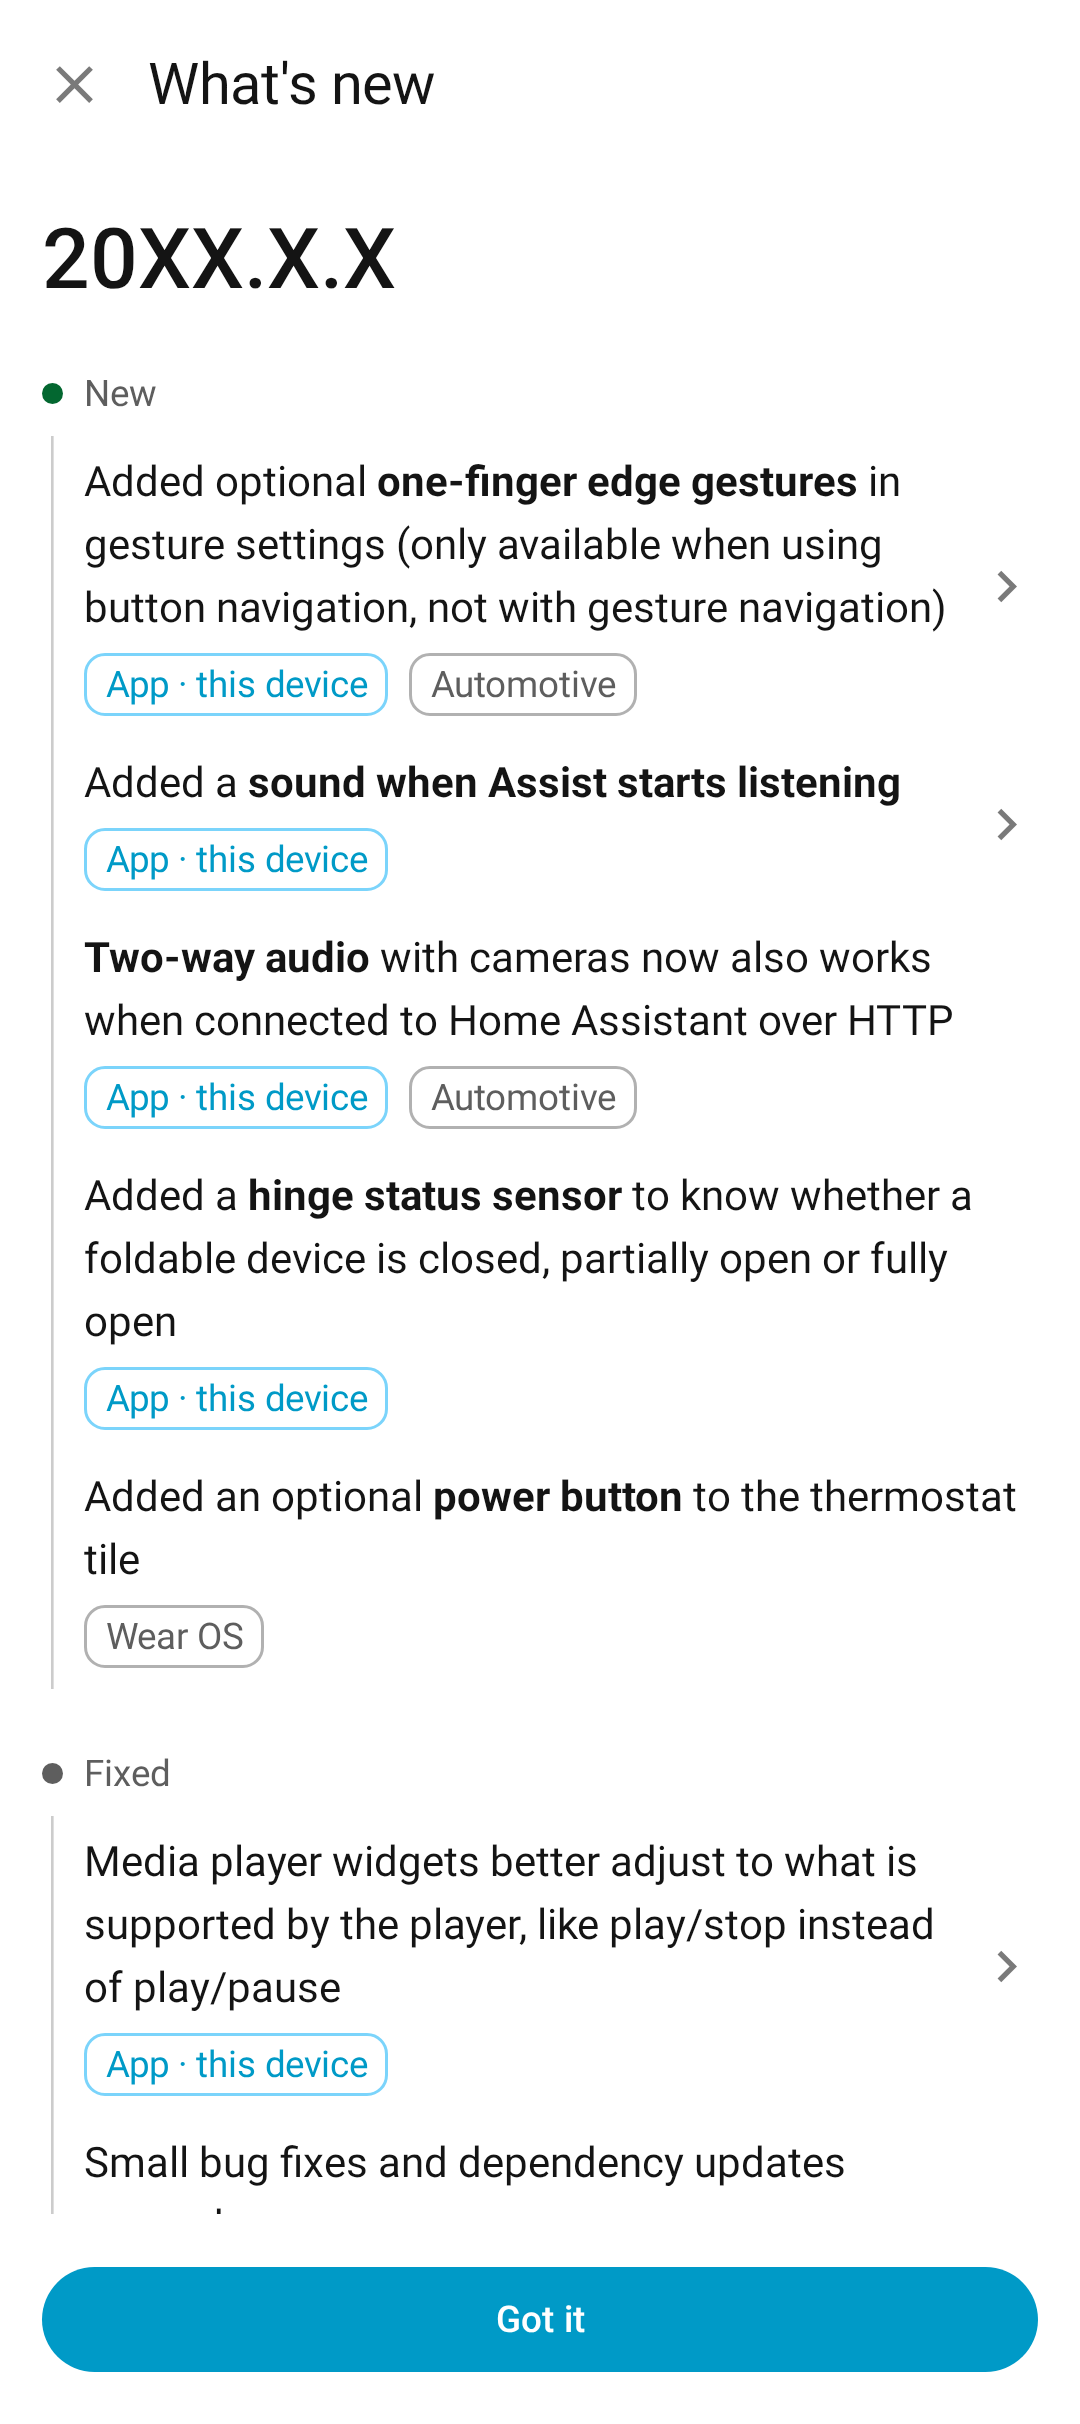 What's new
20XX.X.X
New
Added optional one-finger edge gestures in
gesture settings (only available when using
button navigation, not with gesture navigation)
App · this device
Automotive
Added a sound when Assist starts listening
App · this device
Two-way audio with cameras now also works
when connected to Home Assistant over HTTP
App · this device
Automotive
Added a hinge status sensor to know whether a
foldable device is closed, partially open or fully
open
App · this device
Added an optional power button to the thermostat
tile
Wear OS
Fixed
Media player widgets better adjust to what is
supported by the player, like play/stop instead
of play/pause
App · this device
Small bug fixes and dependency updates
Got it